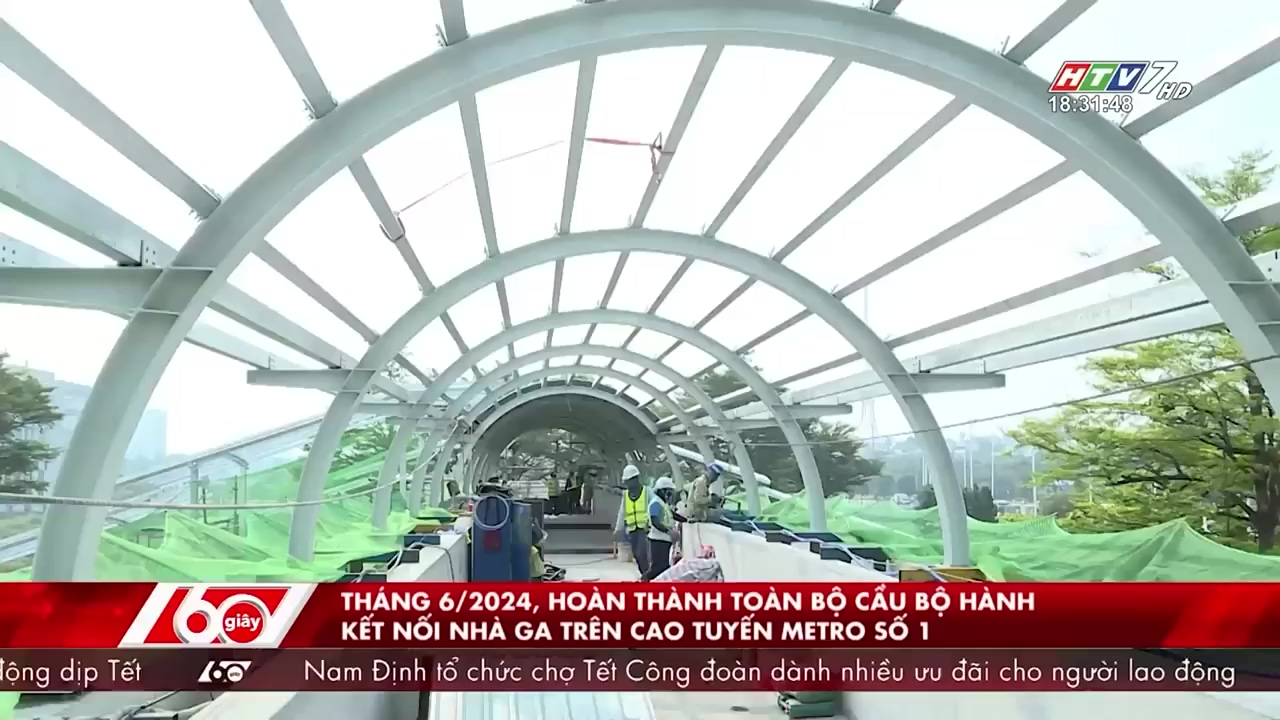 HTV7 HD
18:31:48
60 giây
THÁNG 6/2024, HOÀN THÀNH TOÀN BỘ CẦU BỘ HÀNH
KẾT NỐI NHÀ GA TRÊN CAO TUYẾN METRO SỐ 1
động dịp Tết 60 giây Nam Định tổ chức chợ Tết Công đoàn dành nhiều ưu đãi cho người lao động